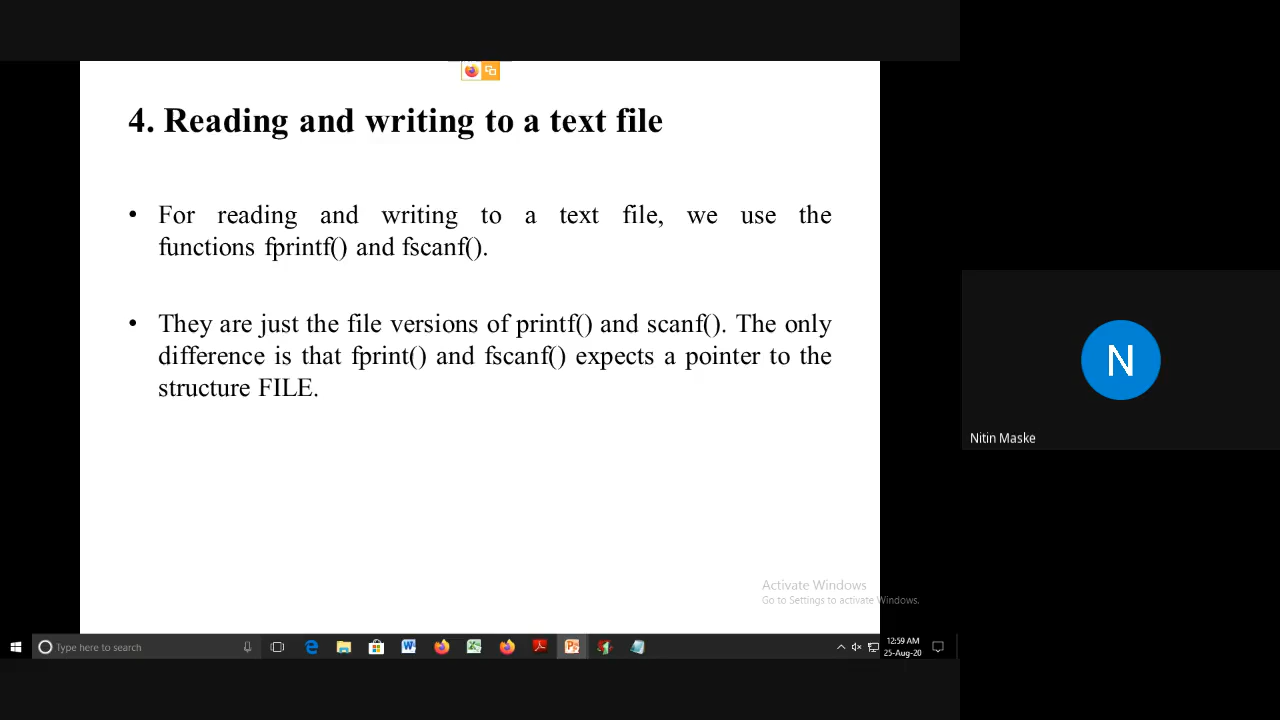 4. Reading and writing to a text file
• For reading and writing to a text file, we use the
functions fprintf() and fscanf().
• They are just the file versions of printf() and scanf(). The only
difference is that fprint() and fscanf() expects a pointer to the
structure FILE.
N
Nitin Maske
Activate Windows
Go to Settings to activate Windows.
Type here to search
12:59 AM
25-Aug-20